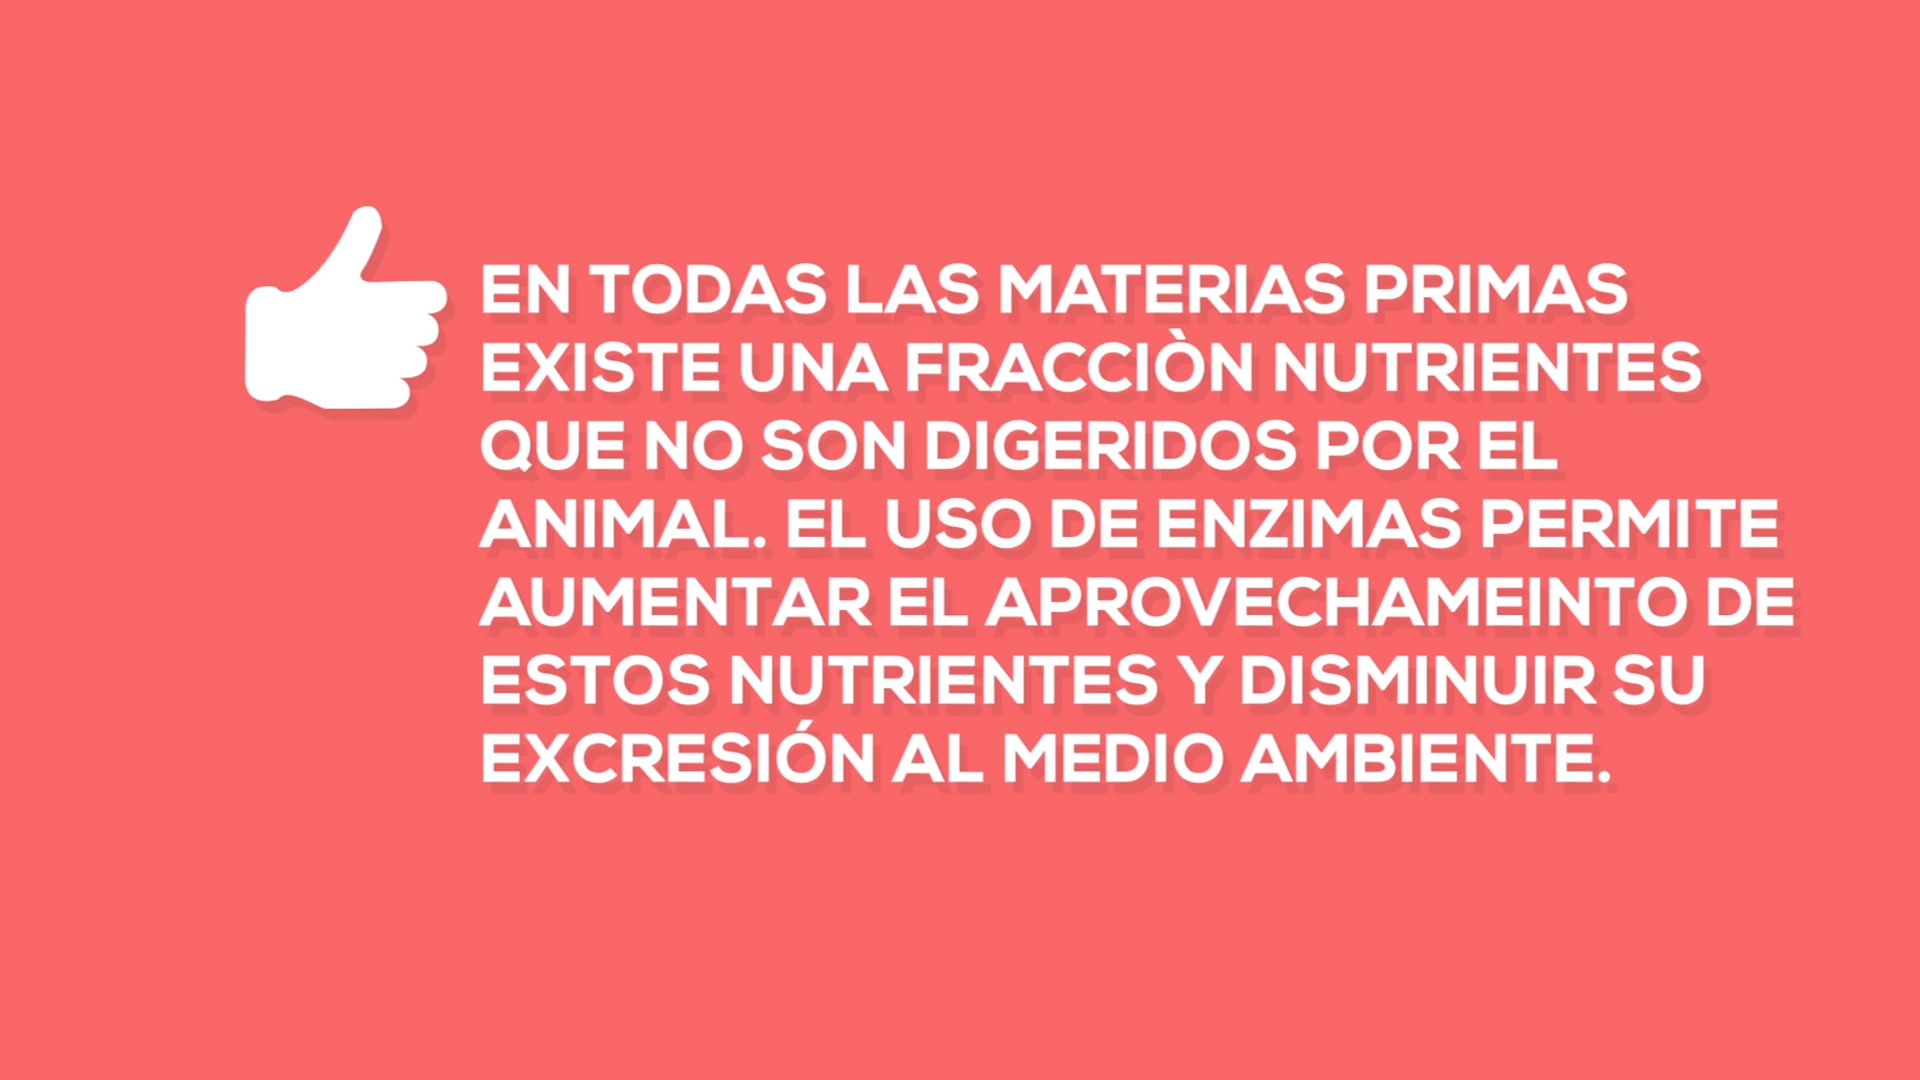 EN TODAS LAS MATERIAS PRIMAS
EXISTE UNA FRACCIÒN NUTRIENTES
QUE NO SON DIGERIDOS POR EL
ANIMAL. EL USO DE ENZIMAS PERMITE
AUMENTAR EL APROVECHAMEINTO DE
ESTOS NUTRIENTES Y DISMINUIR SU
EXCRESIÓN AL MEDIO AMBIENTE.